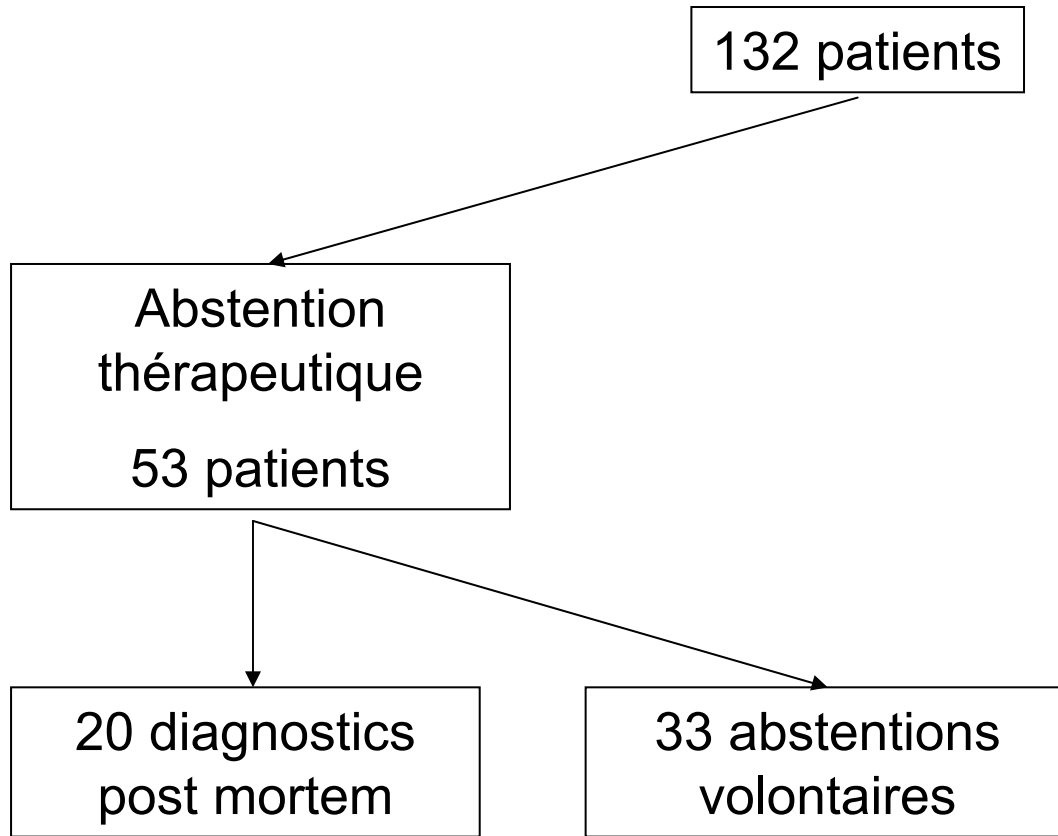 132 patients
Abstention
thérapeutique
53 patients
20 diagnostics
post mortem
33 abstentions
volontaires